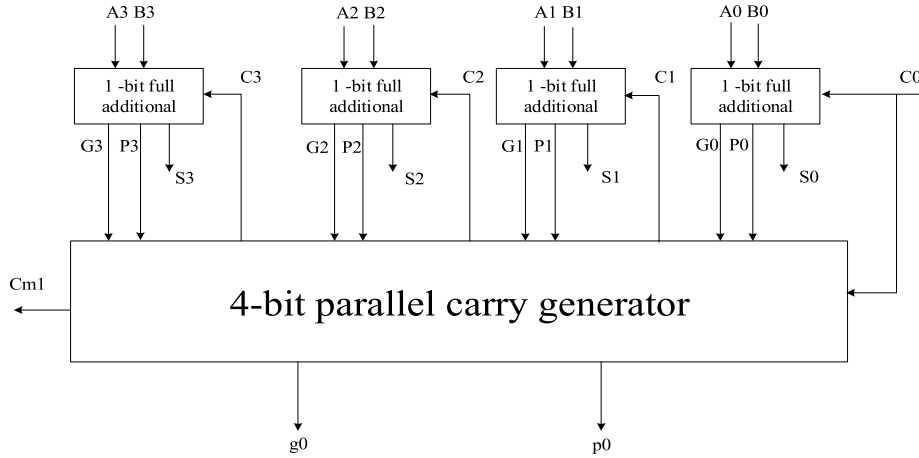 A3 B3
A2 B2
A1 B1
A0 B0
1 -bit full
additional
C3
1 -bit full
additional
C2
1 -bit full
additional
C1
1 -bit full
additional
C0
G3
P3
S3
G2
P2
S2
G1
P1
S1
G0
P0
S0
Cm1
4-bit parallel carry generator
g0
p0